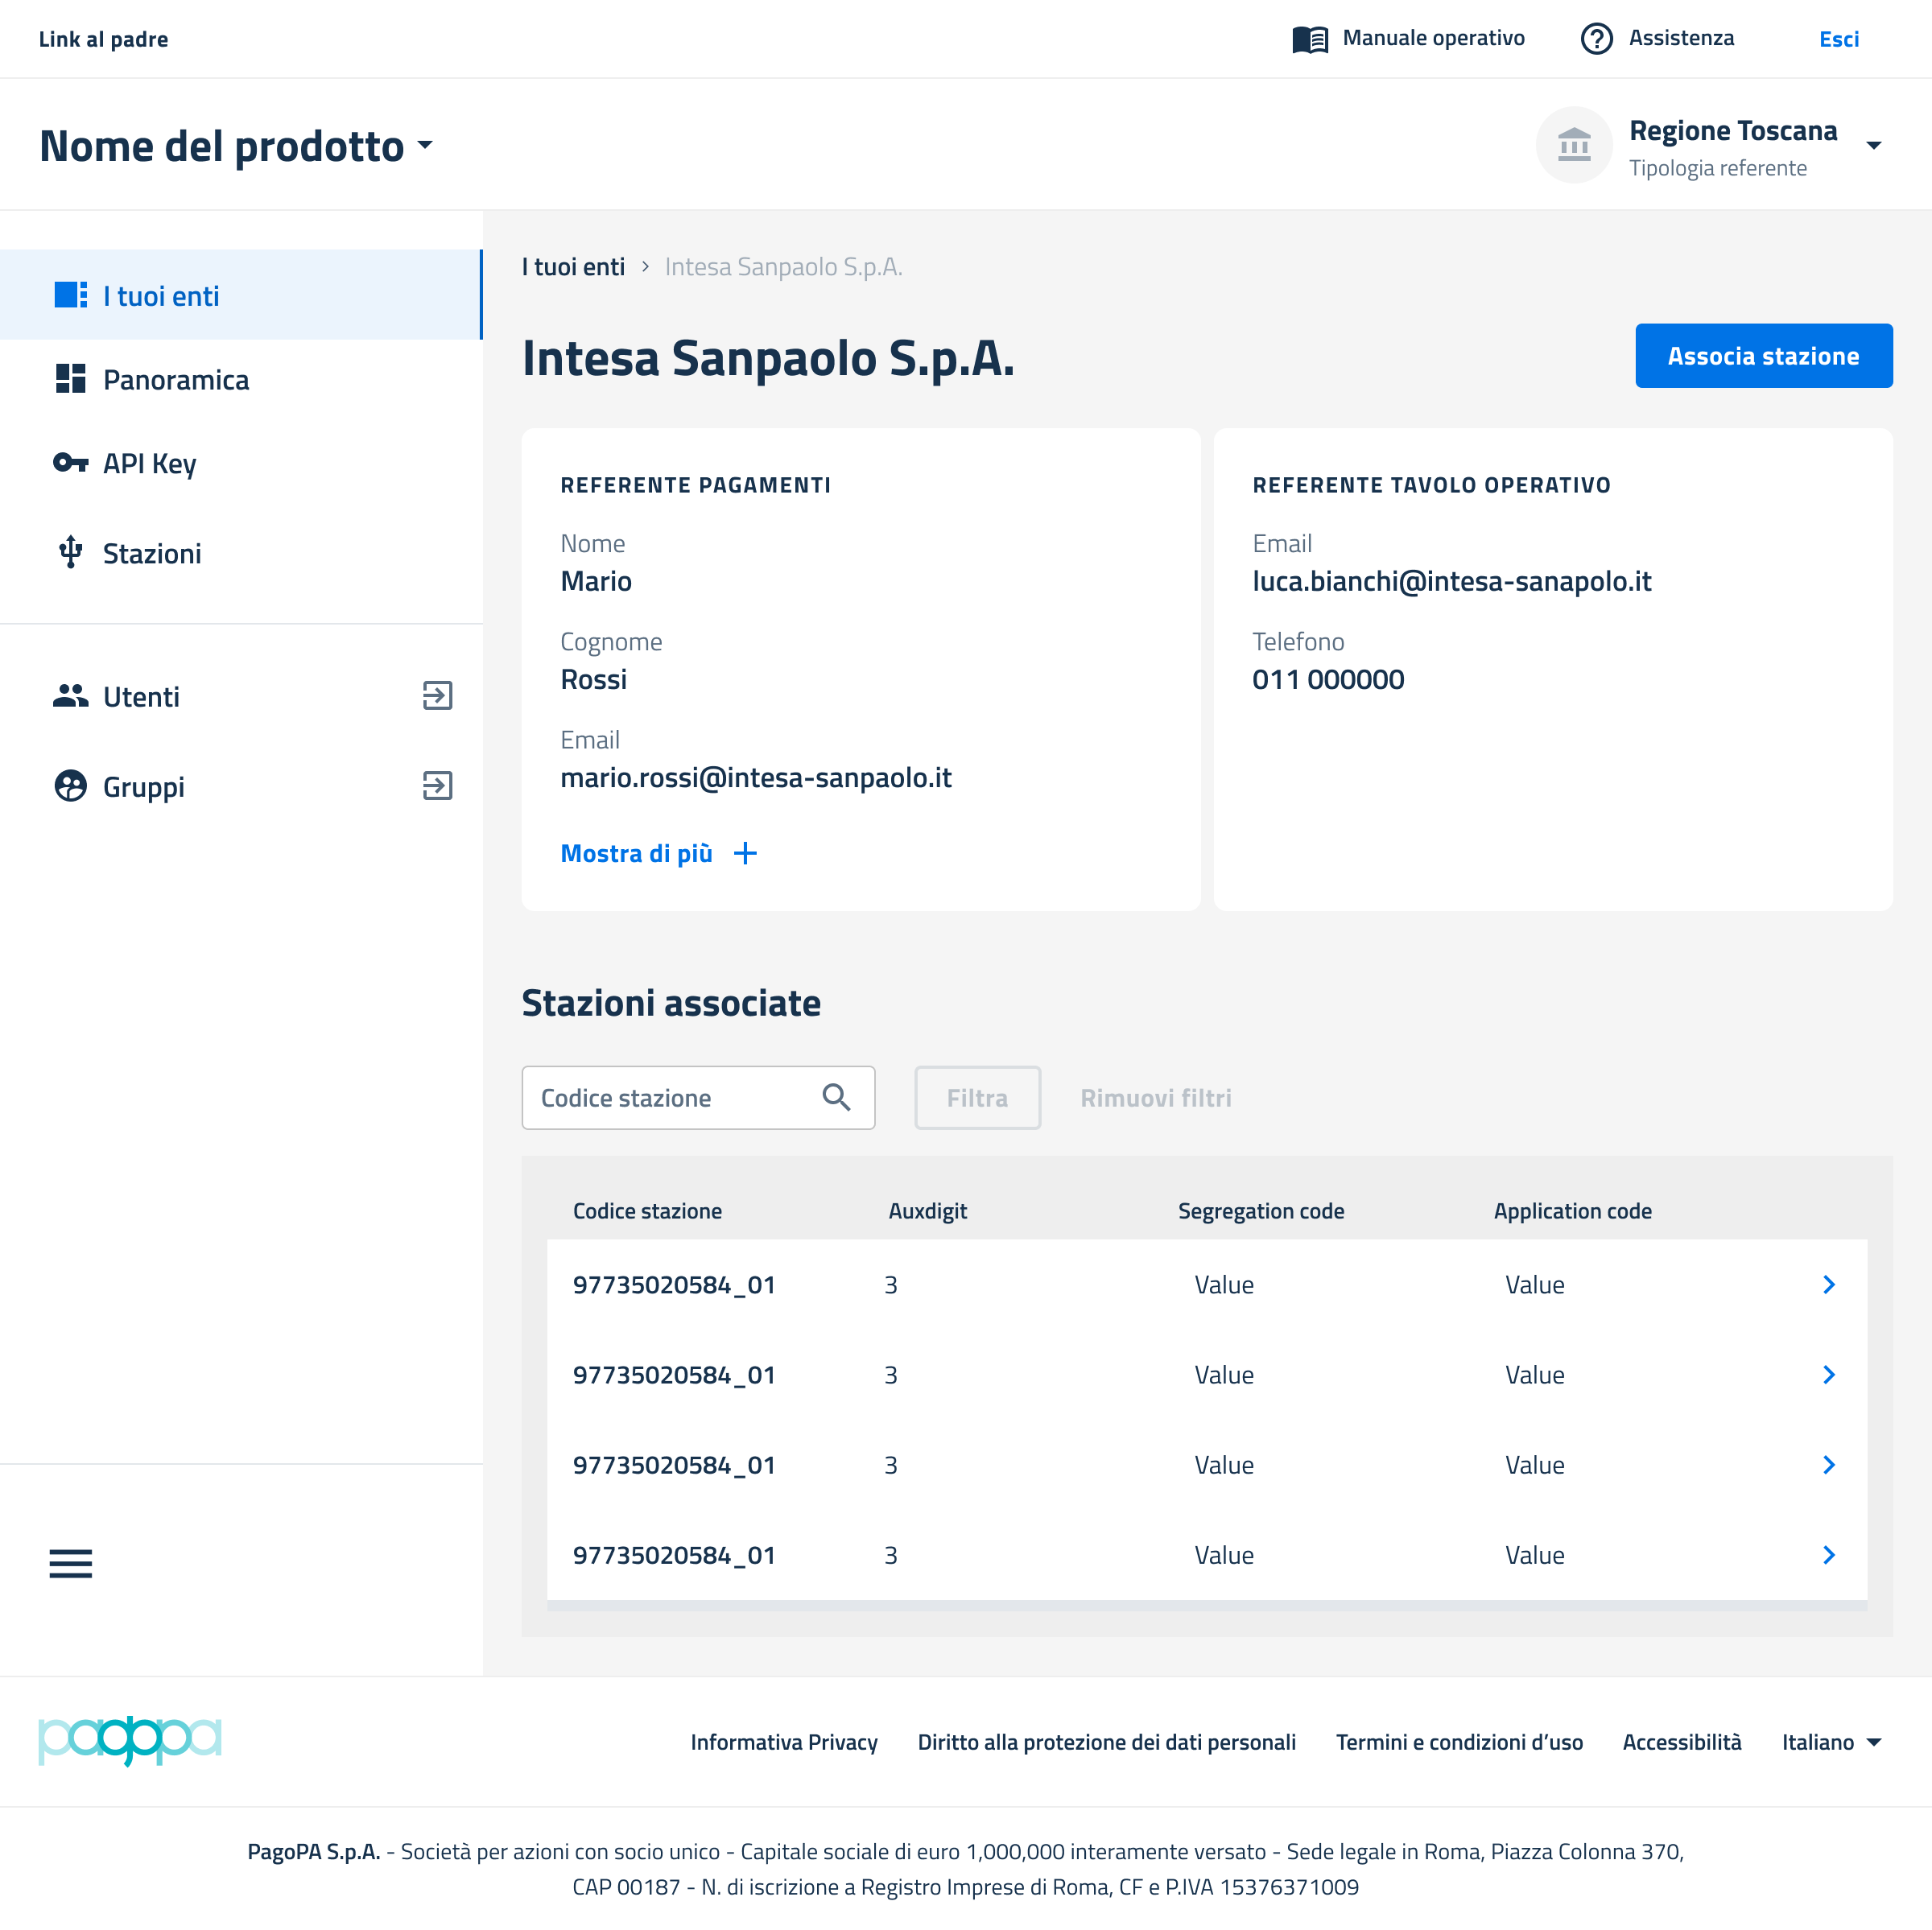 Link al padre
Manuale operativo
Assistenza
Esci
Nome del prodotto
Regione Toscana
Tipologia referente
I tuoi enti
Panoramica
API Key
Stazioni
Utenti
Gruppi
I tuoi enti > Intesa Sanpaolo S.p.A.
Intesa Sanpaolo S.p.A.
Associa stazione
REFERENTE PAGAMENTI
Nome
Mario
Cognome
Rossi
Email
mario.rossi@intesa-sanpaolo.it
Mostra di più
REFERENTE TAVOLO OPERATIVO
Email
luca.bianchi@intesa-sanapolo.it
Telefono
011 000000
Stazioni associate
Codice stazione
Filtra
Rimuovi filtri
Codice stazione Auxdigit Segregation code Application code
97735020584_01 3 Value Value
97735020584_01 3 Value Value
97735020584_01 3 Value Value
97735020584_01 3 Value Value
pagopa
Informativa Privacy
Diritto alla protezione dei dati personali
Termini e condizioni d’uso
Accessibilità
Italiano
PagoPA S.p.A. - Società per azioni con socio unico - Capitale sociale di euro 1,000,000 interamente versato - Sede legale in Roma, Piazza Colonna 370,
CAP 00187 - N. di iscrizione a Registro Imprese di Roma, CF e P.IVA 15376371009